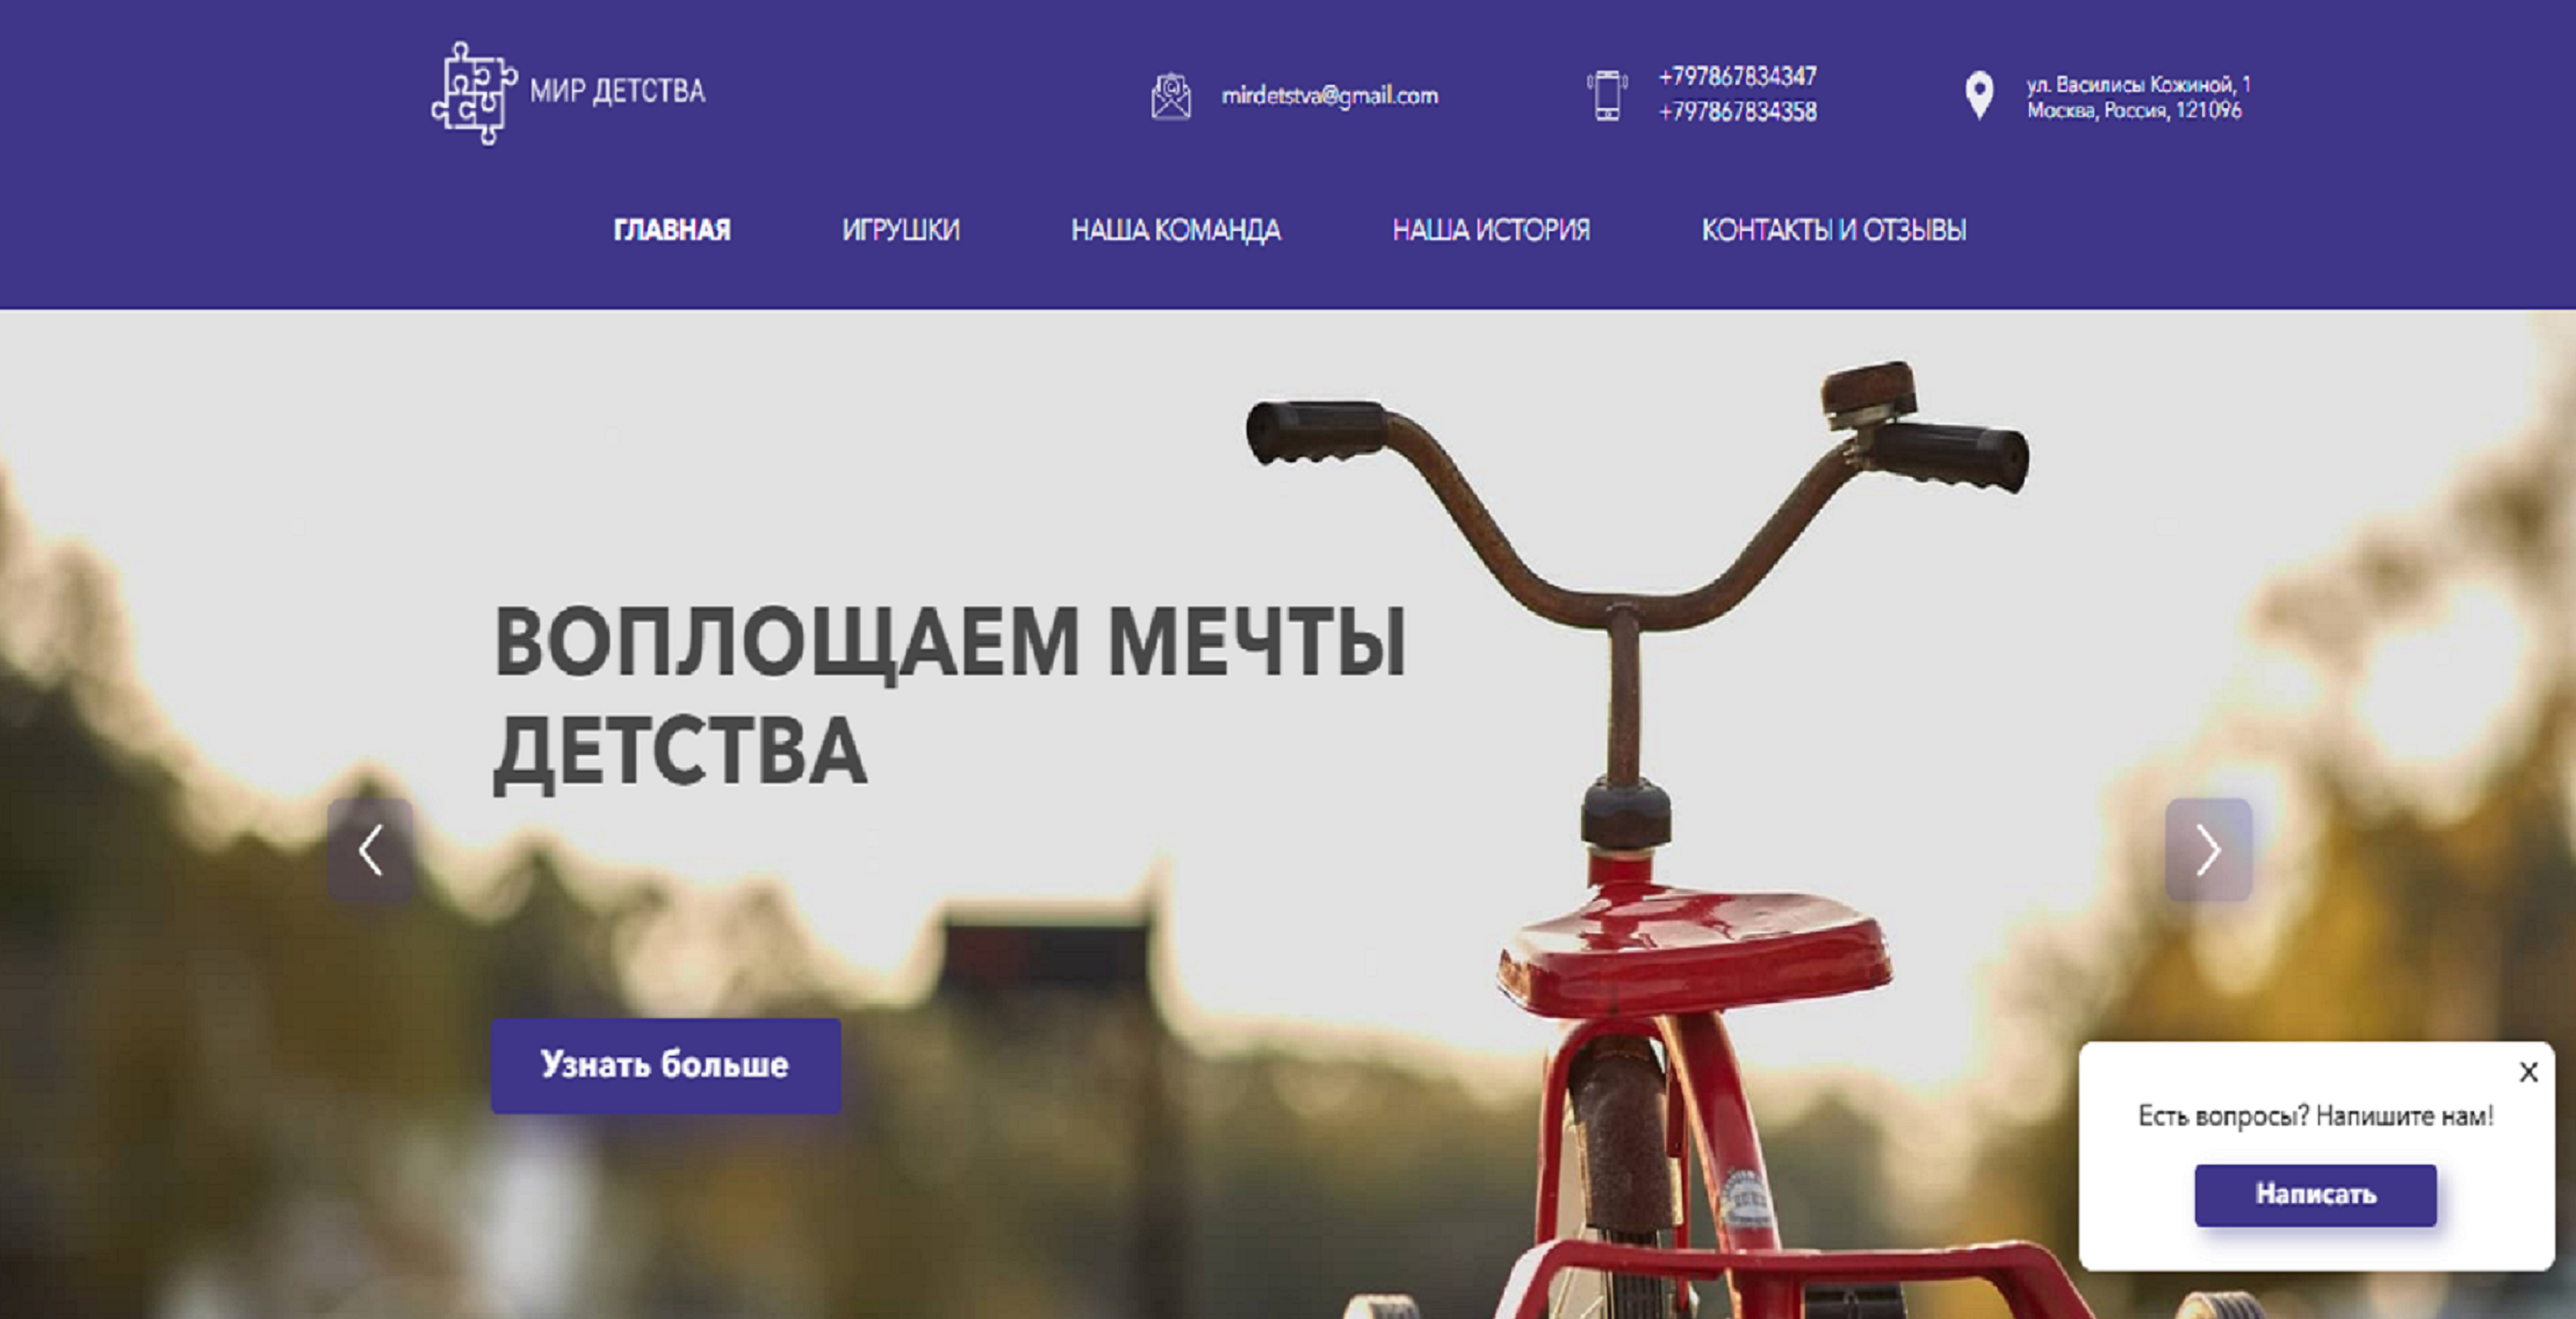 МИР ДЕТСТВА
mirdetstva@gmail.com
+797867834347
+797867834358
ул. Василисы Кожиной, 1
Москва, Россия, 121096
ГЛАВНАЯ
ИГРУШКИ
НАША КОМАНДА
НАША ИСТОРИЯ
КОНТАКТЫ И ОТЗЫВЫ
ВОПЛОЩАЕМ МЕЧТЫ
ДЕТСТВА
Узнать больше
Есть вопросы? Напишите нам!
Написать